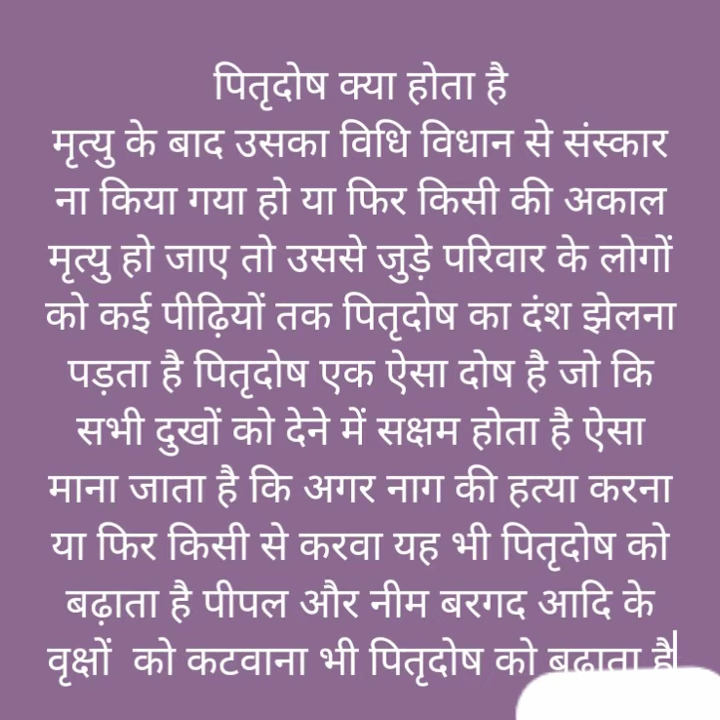 पितृदोष क्या होता है
मृत्यु के बाद उसका विधि विधान से संस्कार
ना किया गया हो या फिर किसी की अकाल
मृत्यु हो जाए तो उससे जुड़े परिवार के लोगों
को कई पीढ़ियों तक पितृदोष का दंश झेलना
पड़ता है पितृदोष एक ऐसा दोष है जो कि
सभी दुखों को देने में सक्षम होता है ऐसा
माना जाता है कि अगर नाग की हत्या करना
या फिर किसी से करवा यह भी पितृदोष को
बढ़ाता है पीपल और नीम बरगद आदि के
वृक्षों  को कटवाना भी पितृदोष को बढ़ाता है